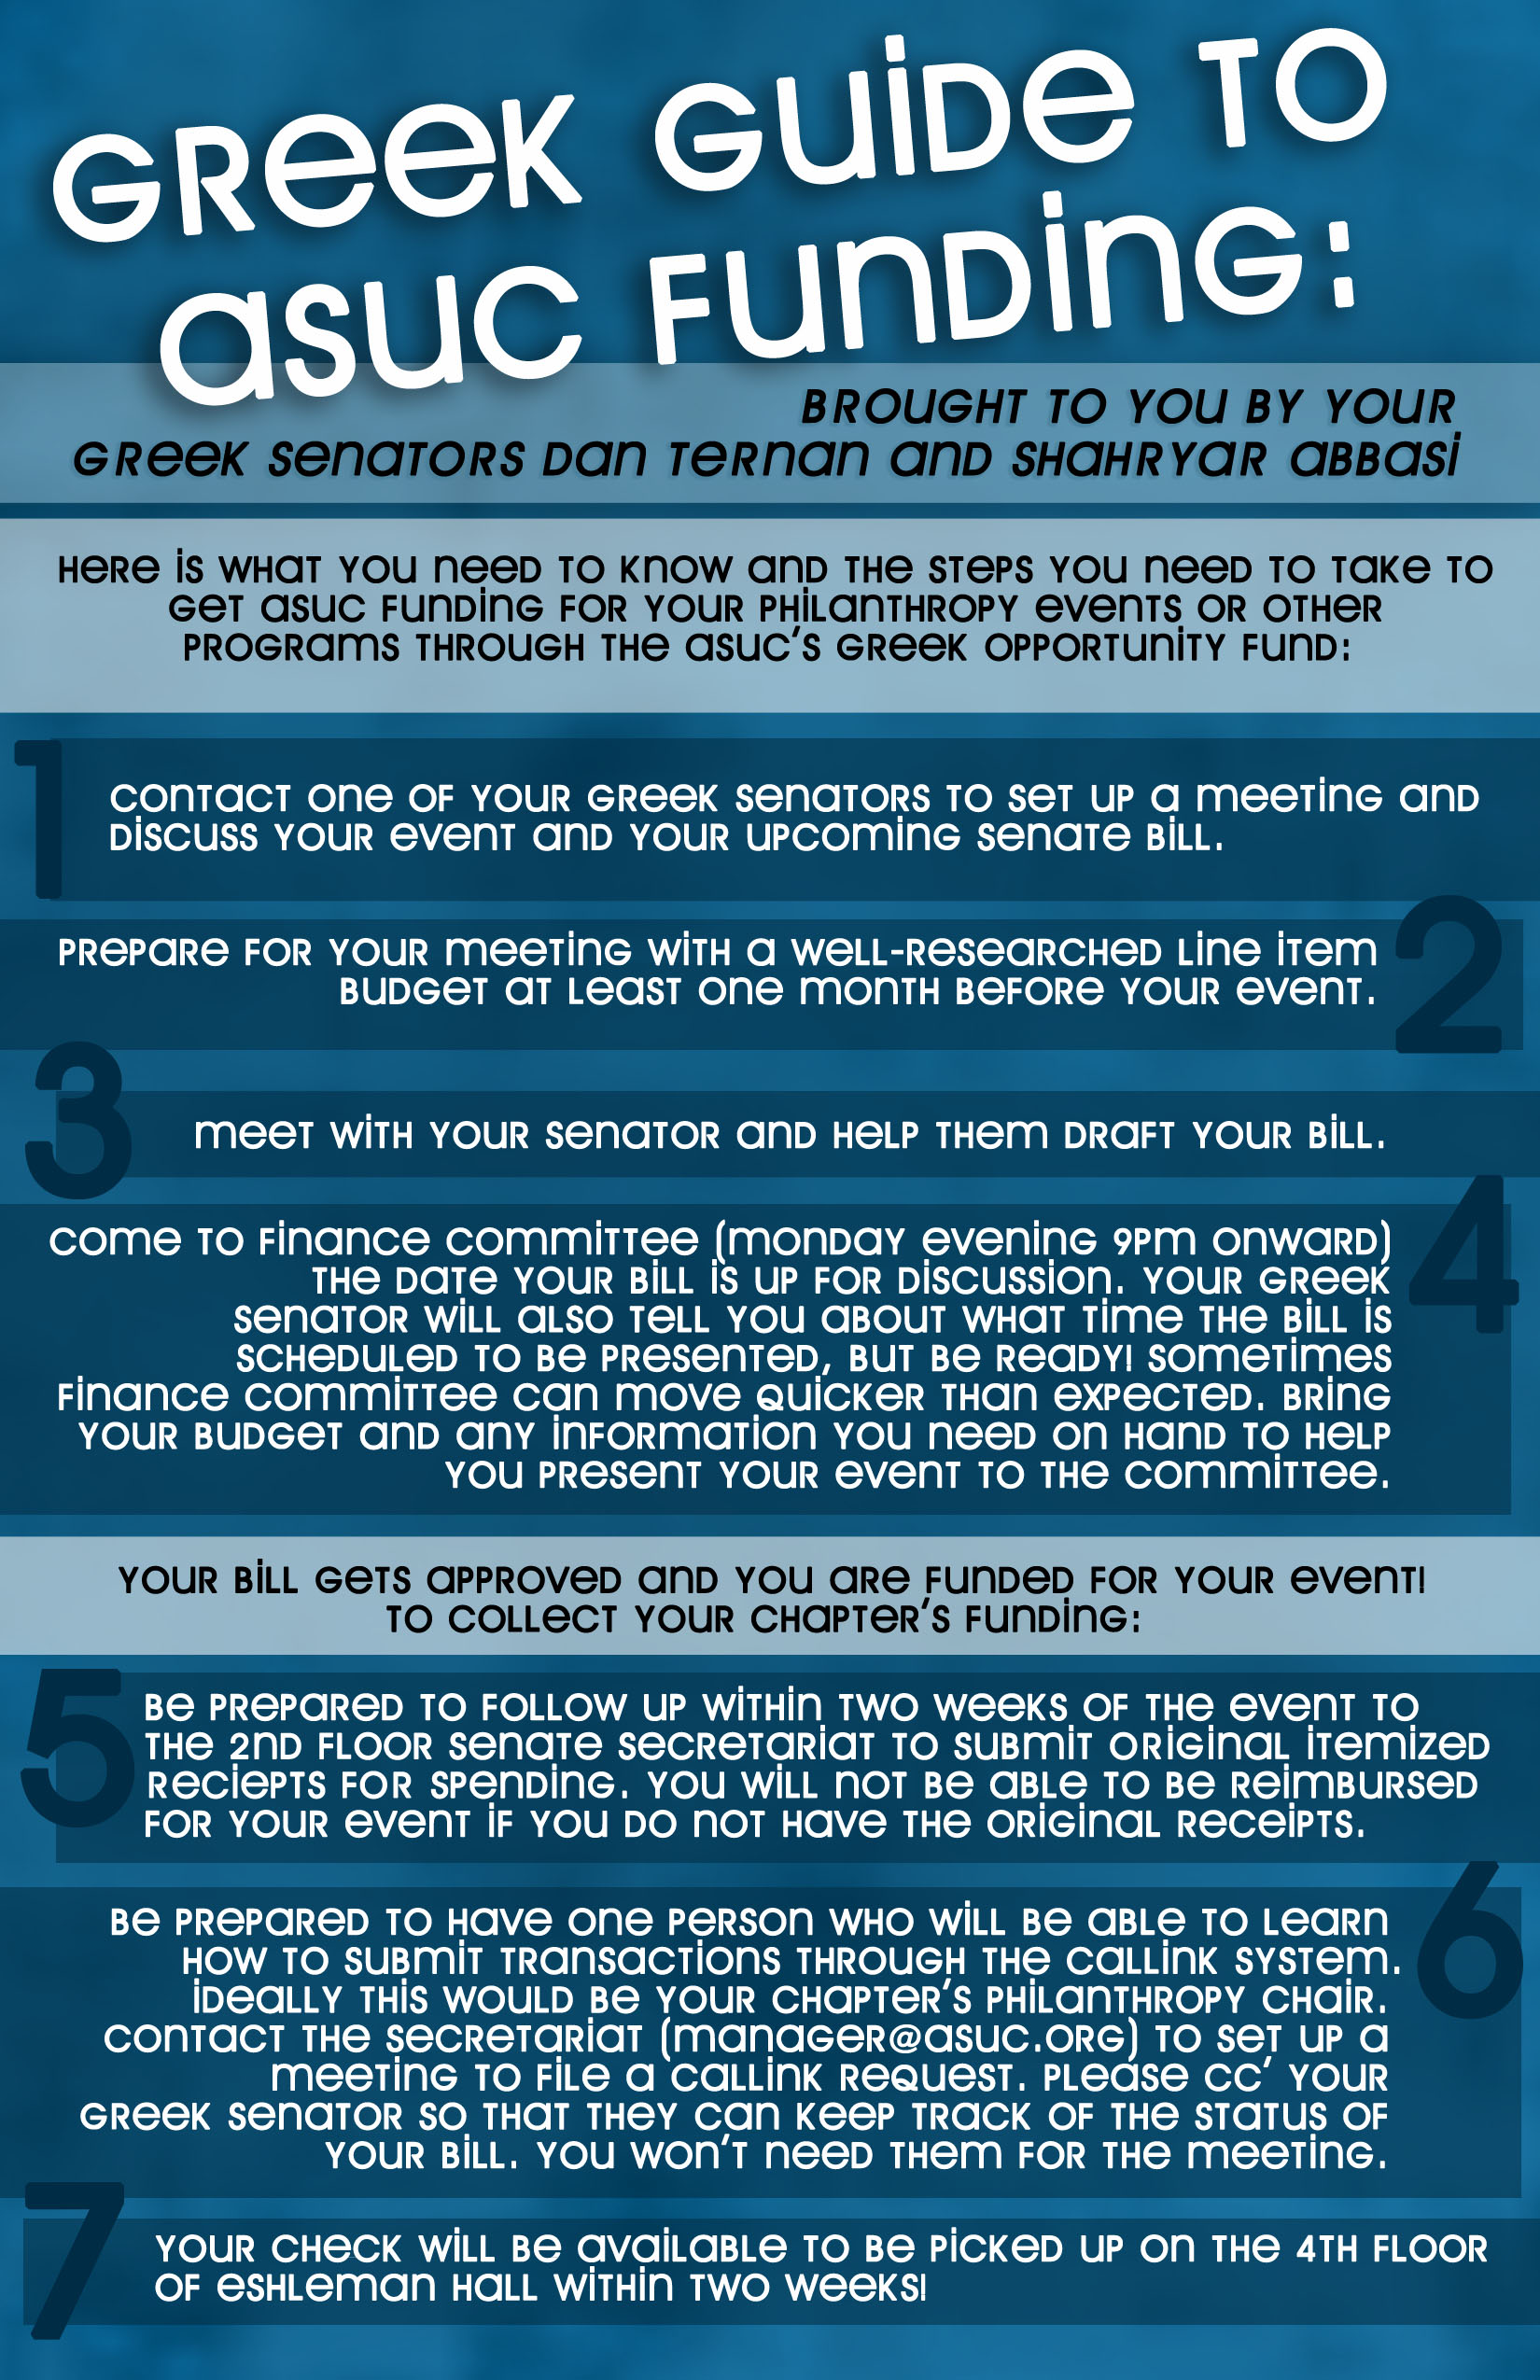 GREEK GUIDE TO
ASUC FUNDING:
BROUGHT TO YOU BY YOUR
GREEK SENATORS DAN TERNAN AND SHAHRYAR ABBASI
HERE IS WHAT YOU NEED TO KNOW AND THE STEPS YOU NEED TO TAKE TO
GET ASUC FUNDING FOR YOUR PHILANTHROPY EVENTS OR OTHER
PROGRAMS THROUGH THE ASUC'S GREEK OPPORTUNITY FUND:
1
CONTACT ONE OF YOUR GREEK SENATORS TO SET UP A MEETING AND
DISCUSS YOUR EVENT AND YOUR UPCOMING SENATE BILL.
2
PREPARE FOR YOUR MEETING WITH A WELL-RESEARCHED LINE ITEM
BUDGET AT LEAST ONE MONTH BEFORE YOUR EVENT.
3
MEET WITH YOUR SENATOR AND HELP THEM DRAFT YOUR BILL.
4
COME TO FINANCE COMMITTEE (MONDAY EVENING 9PM ONWARD)
THE DATE YOUR BILL IS UP FOR DISCUSSION. YOUR GREEK
SENATOR WILL ALSO TELL YOU ABOUT WHAT TIME THE BILL IS
SCHEDULED TO BE PRESENTED, BUT BE READY! SOMETIMES
FINANCE COMMITTEE CAN MOVE QUICKER THAN EXPECTED. BRING
YOUR BUDGET AND ANY INFORMATION YOU NEED ON HAND TO HELP
YOU PRESENT YOUR EVENT TO THE COMMITTEE.
YOUR BILL GETS APPROVED AND YOU ARE FUNDED FOR YOUR EVENT!
TO COLLECT YOUR CHAPTER'S FUNDING:
5
BE PREPARED TO FOLLOW UP WITHIN TWO WEEKS OF THE EVENT TO
THE 2ND FLOOR SENATE SECRETARIAT TO SUBMIT ORIGINAL ITEMIZED
RECIEPTS FOR SPENDING. YOU WILL NOT BE ABLE TO BE REIMBURSED
FOR YOUR EVENT IF YOU DO NOT HAVE THE ORIGINAL RECEIPTS.
6
BE PREPARED TO HAVE ONE PERSON WHO WILL BE ABLE TO LEARN
HOW TO SUBMIT TRANSACTIONS THROUGH THE CALLINK SYSTEM.
IDEALLY THIS WOULD BE YOUR CHAPTER'S PHILANTHROPY CHAIR.
CONTACT THE SECRETARIAT (MANAGER@ASUC.ORG) TO SET UP A
MEETING TO FILE A CALLINK REQUEST. PLEASE CC' YOUR
GREEK SENATOR SO THAT THEY CAN KEEP TRACK OF THE STATUS OF
YOUR BILL. YOU WON'T NEED THEM FOR THE MEETING.
7
YOUR CHECK WILL BE AVAILABLE TO BE PICKED UP ON THE 4TH FLOOR
OF ESHLEMAN HALL WITHIN TWO WEEKS!